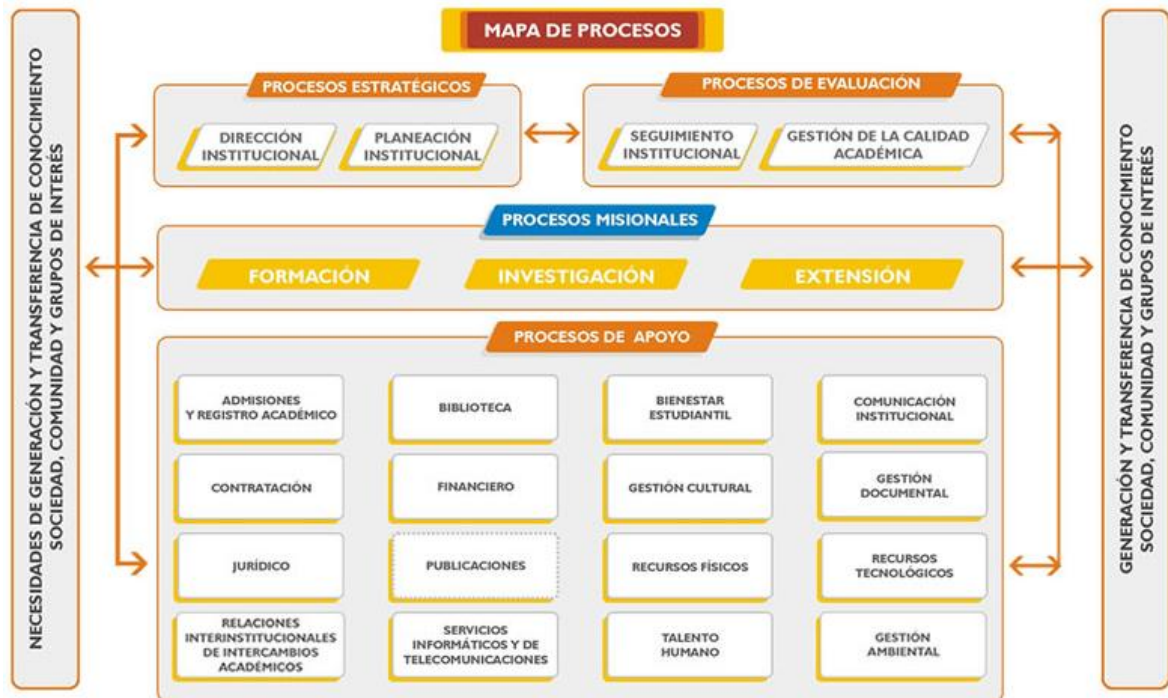 MAPA DE PROCESOS
NECESIDADES DE GENERACIÓN Y TRANSFERENCIA DE CONOCIMIENTO
SOCIEDAD, COMUNIDAD Y GRUPOS DE INTERÉS
PROCESOS ESTRATÉGICOS
DIRECCIÓN
INSTITUCIONAL
PLANEACIÓN
INSTITUCIONAL
PROCESOS DE EVALUACIÓN
SEGUIMIENTO
INSTITUCIONAL
GESTIÓN DE LA CALIDAD
ACADÉMICA
PROCESOS MISIONALES
FORMACIÓN
INVESTIGACIÓN
EXTENSIÓN
PROCESOS DE APOYO
ADMISIONES
Y REGISTRO ACADÉMICO
BIBLIOTECA
BIENESTAR
ESTUDIANTIL
COMUNICACIÓN
INSTITUCIONAL
CONTRATACIÓN
FINANCIERO
GESTIÓN CULTURAL
GESTIÓN
DOCUMENTAL
JURÍDICO
PUBLICACIONES
RECURSOS FÍSICOS
RECURSOS
TECNOLÓGICOS
RELACIONES
INTERINSTITUCIONALES
DE INTERCAMBIOS
ACADÉMICOS
SERVICIOS
INFORMÁTICOS Y DE
TELECOMUNICACIONES
TALENTO
HUMANO
GESTIÓN
AMBIENTAL
GENERACIÓN Y TRANSFERENCIA DE CONOCIMIENTO
SOCIEDAD, COMUNIDAD Y GRUPOS DE INTERÉS